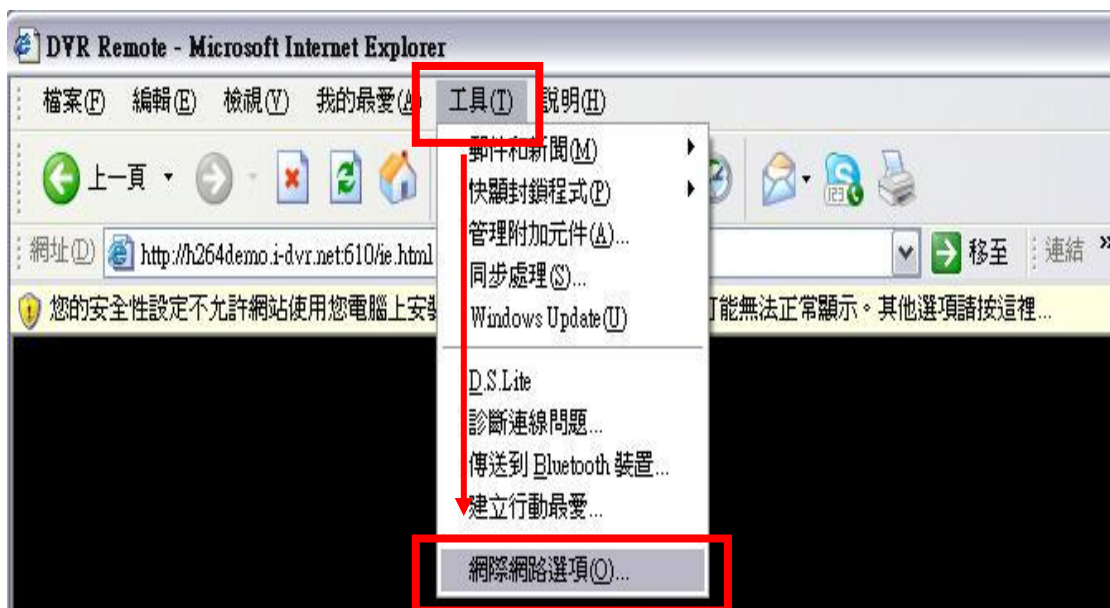 DVR Remote - Microsoft Internet Explorer
檔案(F) 編輯(E) 檢視(V) 我的最愛(A) 工具(T) 說明(H)
上一頁
網址(D) http://h264demo.i-dvr.net:610/ie.html 移至 連結 »
您的安全性設定不允許網站使用您電腦上安裝 可能無法正常顯示。其他選項請按這裡...
郵件和新聞(M)
快顯封鎖程式(P)
管理附加元件(A)...
同步處理(S)...
Windows Update(U)
D.S.Lite
診斷連線問題...
傳送到 Bluetooth 裝置...
建立行動最愛...
網際網路選項(O)...